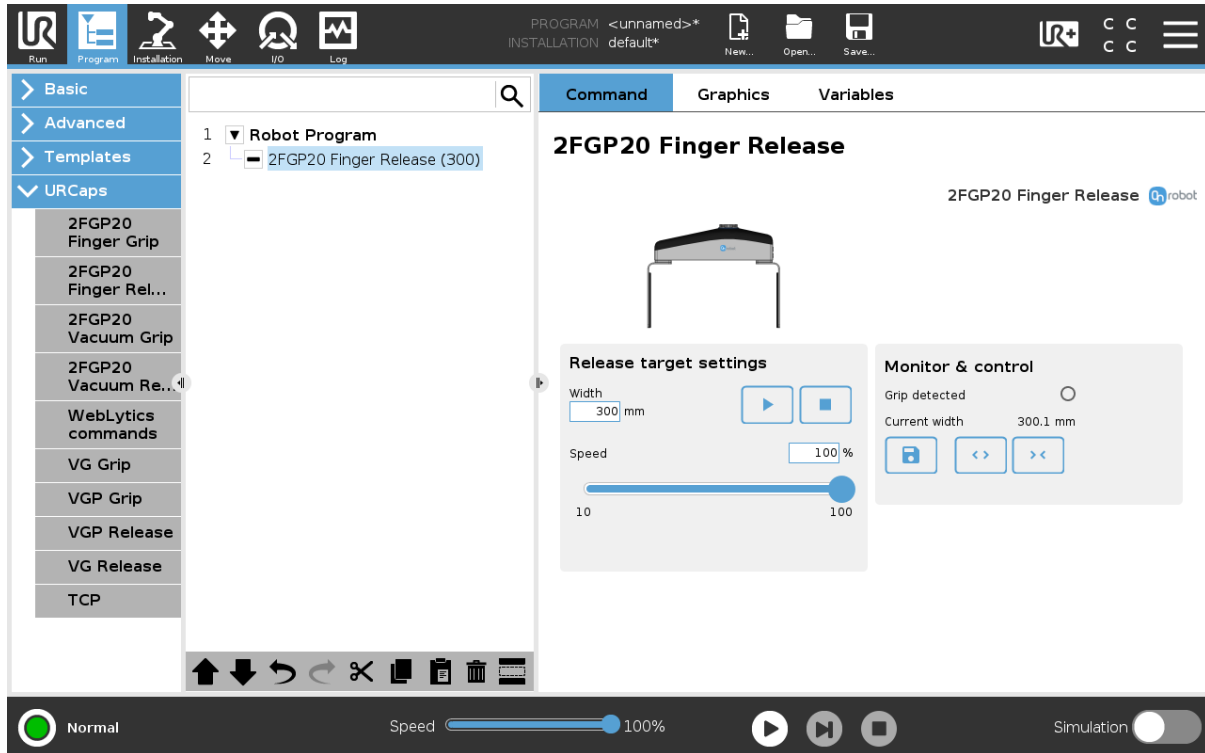 UR
Run
Program
Installation
Move
I/O
Log
PROGRAM <unnamed>*
INSTALLATION default*
New...
Open...
Save...
UR+
C C
C C
Basic
Advanced
Templates
URCaps
2FGP20
Finger Grip
2FGP20
Finger Rel...
2FGP20
Vacuum Grip
2FGP20
Vacuum Re...
WebLytics
commands
VG Grip
VGP Grip
VGP Release
VG Release
TCP
1 Robot Program
2 2FGP20 Finger Release (300)
Command Graphics Variables
2FGP20 Finger Release
2FGP20 Finger Release OnRobot
Release target settings
Width
300 mm
Speed 100 %
10 100
Monitor & control
Grip detected
Current width 300.1 mm
Normal
Speed 100%
Simulation